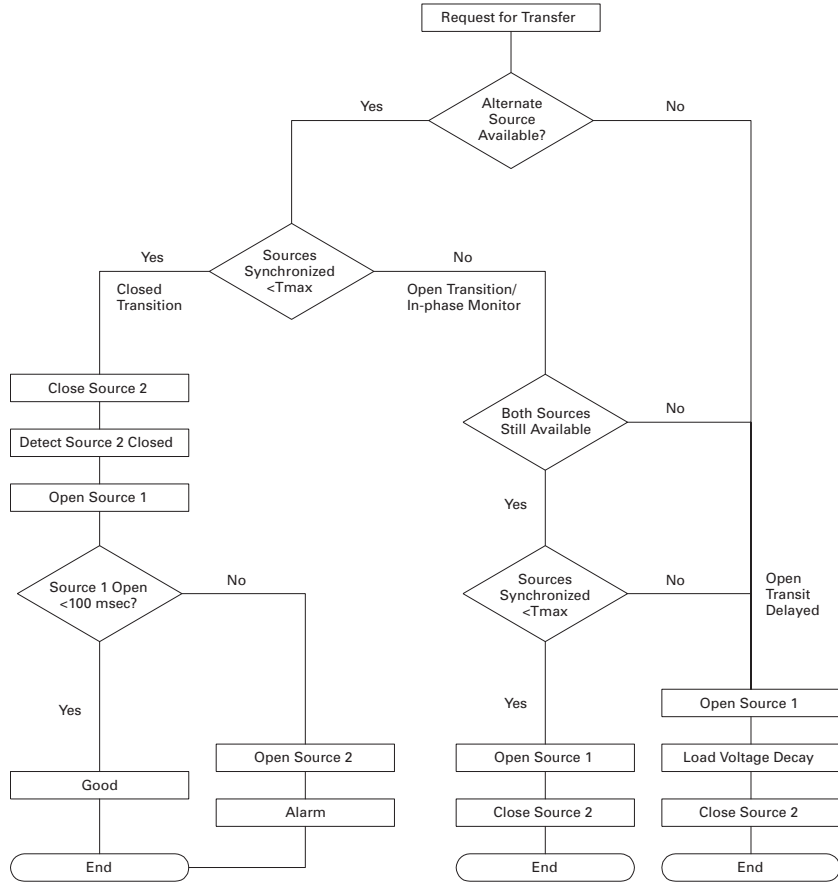 Request for Transfer
Yes
Alternate
Source
Available?
No
Yes
Sources
Synchronized
<Tmax
No
Closed
Transition
Open Transition/
In-phase Monitor
Close Source 2
Detect Source 2 Closed
Open Source 1
Source 1 Open
<100 msec?
No
Yes
Open Source 2
Good
Alarm
End
Both Sources
Still Available
No
Yes
Sources
Synchronized
<Tmax
No
Open
Transit
Delayed
Yes
Open Source 1
Close Source 2
End
Open Source 1
Load Voltage Decay
Close Source 2
End